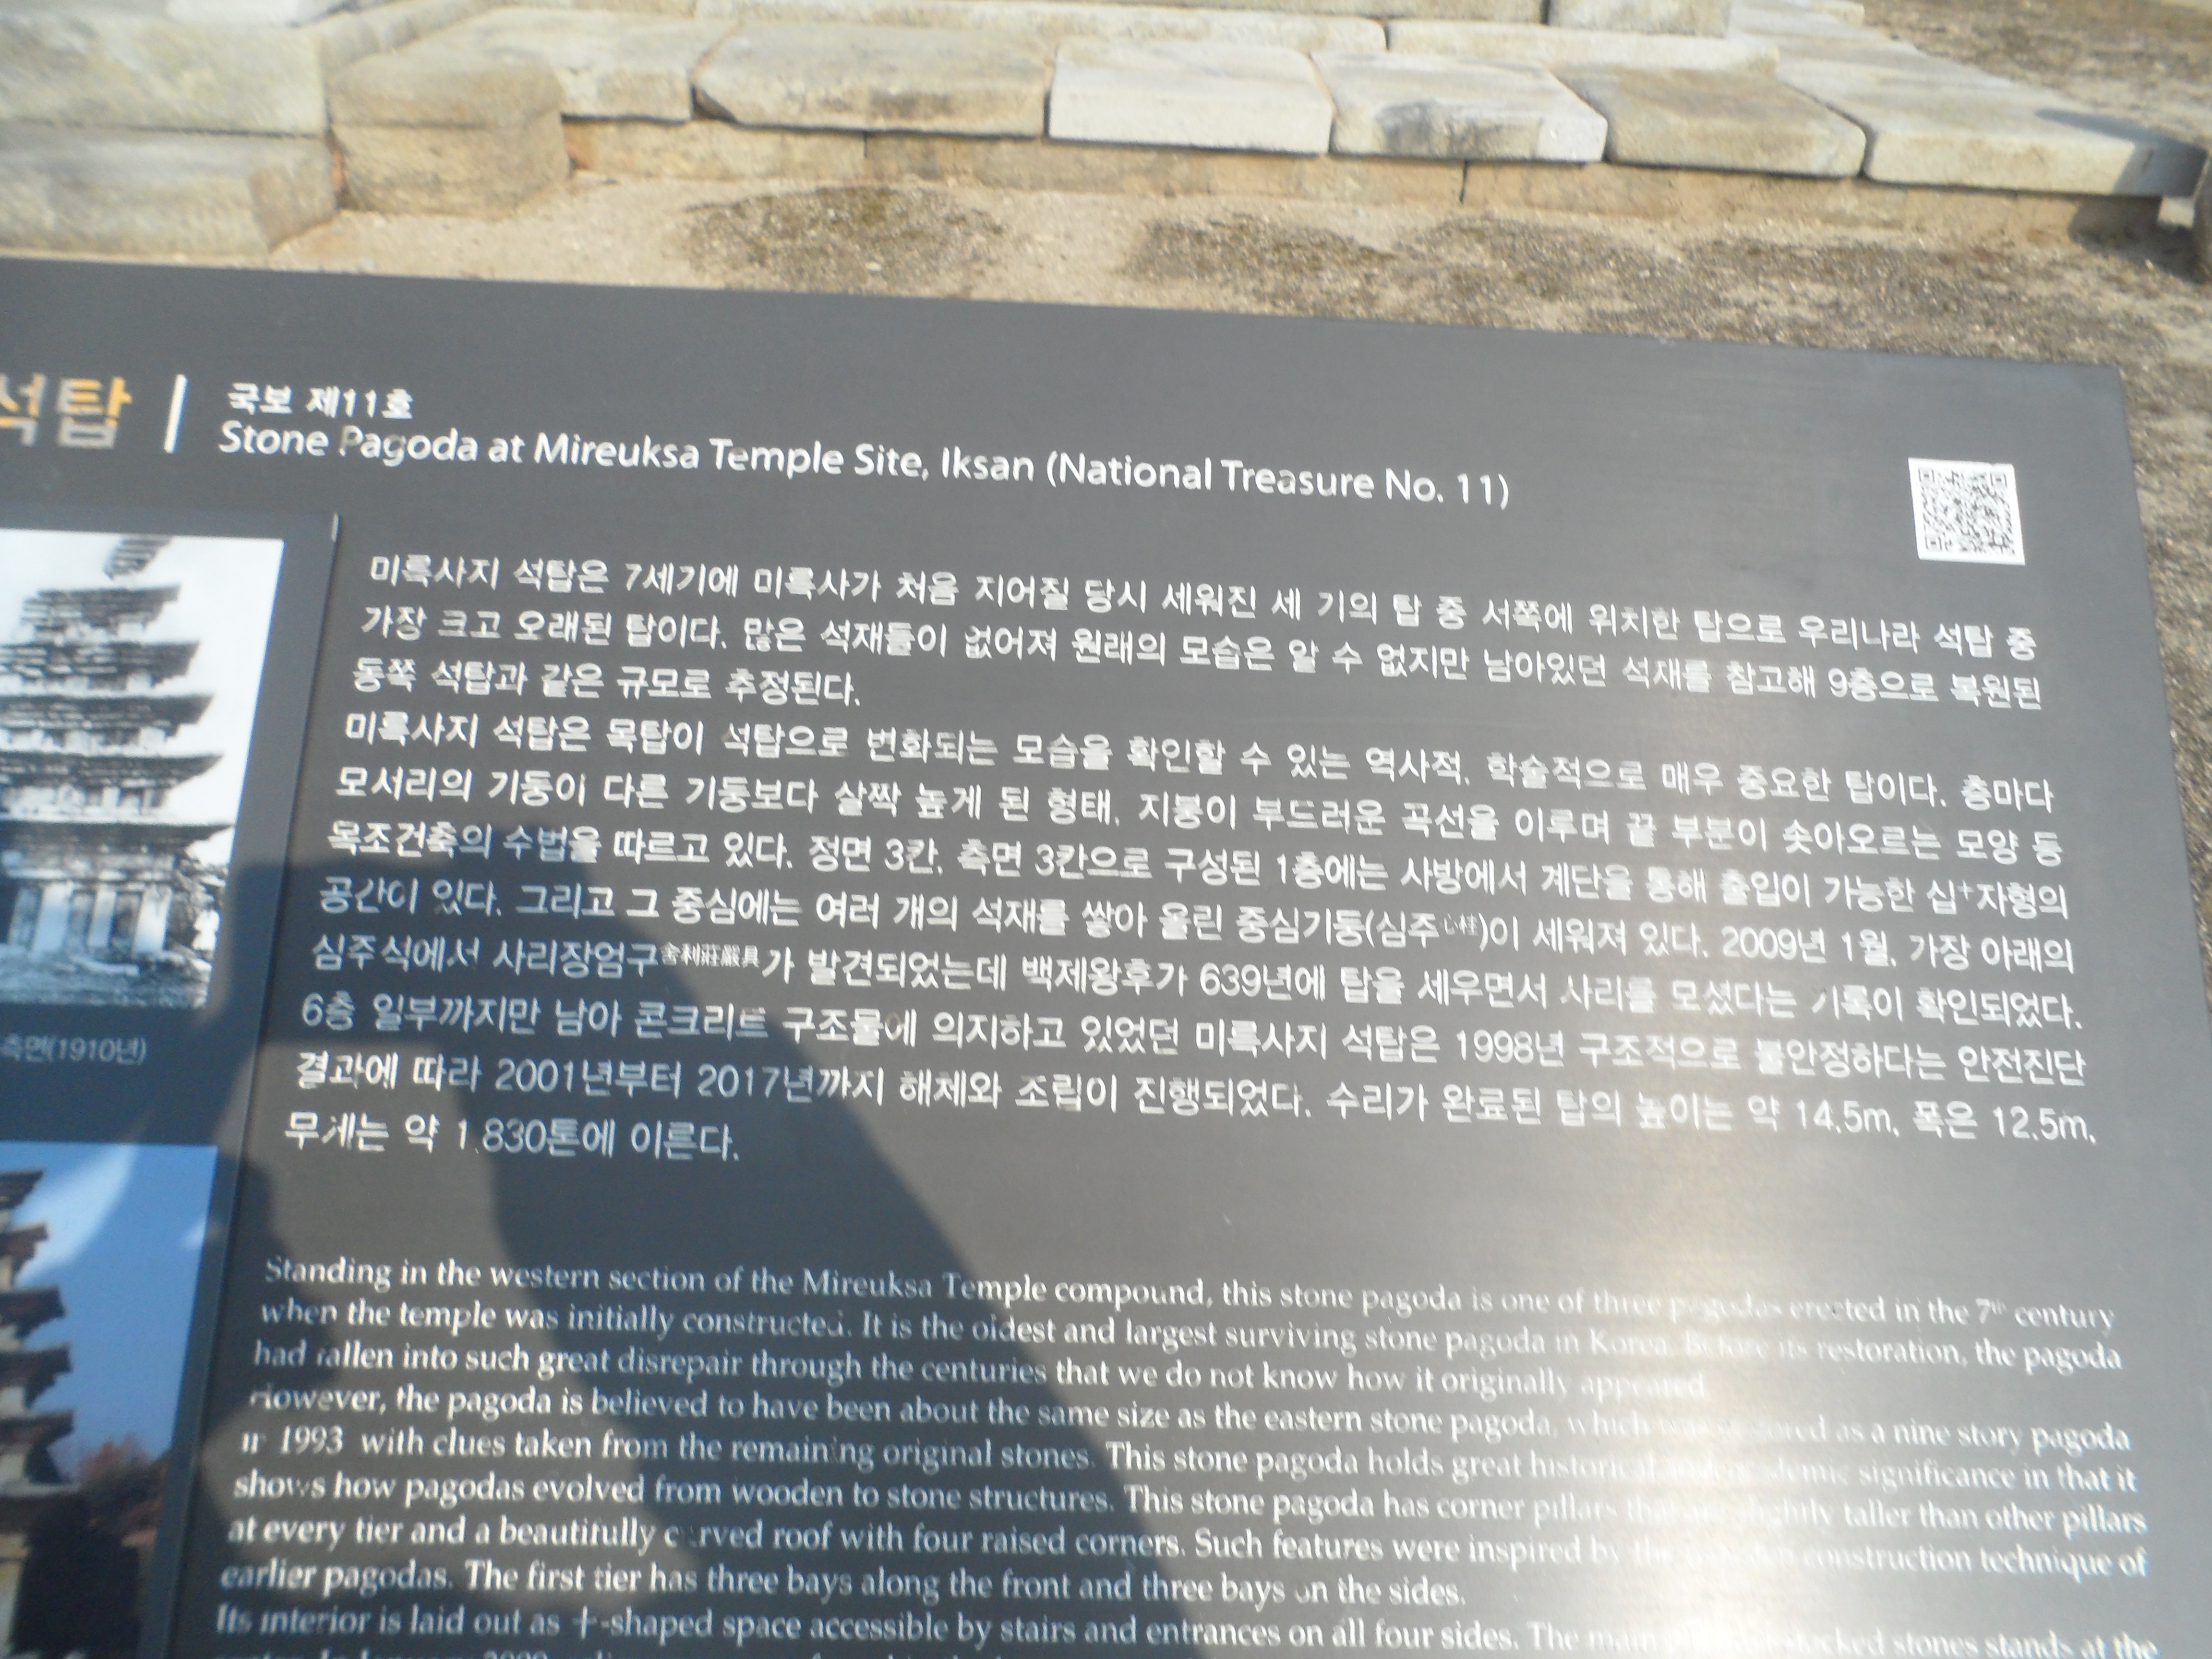 석탑
국보 제11호
Stone Pagoda at Mireuksa Temple Site, Iksan (National Treasure No. 11)
미륵사지 석탑은 7세기에 미륵사가 처음 지어질 당시 세워진 세 기의 탑 중 서쪽에 위치한 탑으로 우리나라 석탑 중
가장 크고 오래된 탑이다. 많은 석재들이 없어져 원래의 모습은 알 수 없지만 남아있던 석재를 참고해 9층으로 복원된
동쪽 석탑과 같은 규모로 추정된다.
미륵사지 석탑은 목탑이 석탑으로 변화되는 모습을 확인할 수 있는 역사적, 학술적으로 매우 중요한 탑이다. 층마다
모서리의 기둥이 다른 기둥보다 살짝 높게 된 형태, 지붕이 부드러운 곡선을 이루며 끝 부분이 솟아오르는 모양 등
목조건축의 수법을 따르고 있다. 정면 3칸, 측면 3칸으로 구성된 1층에는 사방에서 계단을 통해 출입이 가능한 십十자형의
공간이 있다. 그리고 그 중심에는 여러 개의 석재를 쌓아 올린 중심기둥(심주心柱)이 세워져 있다. 2009년 1월, 가장 아래의
심주석에서 사리장엄구舍利莊嚴具가 발견되었는데 백제왕후가 639년에 탑을 세우면서 사리를 모셨다는 기록이 확인되었다.
6층 일부까지만 남아 콘크리트 구조물에 의지하고 있었던 미륵사지 석탑은 1998년 구조적으로 불안정하다는 안전진단
결과에 따라 2001년부터 2017년까지 해체와 조립이 진행되었다. 수리가 완료된 탑의 높이는 약 14.5m, 폭은 12.5m,
무게는 약 1,830톤에 이른다.
측면(1910년)
Standing in the western section of the Mireuksa Temple compound, this stone pagoda is one of three pagodas erected in the 7th century
when the temple was initially constructed. It is the oldest and largest surviving stone pagoda in Korea. Before its restoration, the pagoda
had fallen into such great disrepair through the centuries that we do not know how it originally appeared
However, the pagoda is believed to have been about the same size as the eastern stone pagoda, which was as a nine story pagoda
in 1993 with clues taken from the remaining original stones. This stone pagoda holds great historical significance in that it
shows how pagodas evolved from wooden to stone structures. This stone pagoda has corner pillars that are slightly taller than other pillars
at every tier and a beautifully curved roof with four raised corners. Such features were inspired by the construction technique of
earlier pagodas. The first tier has three bays along the front and three bays on the sides.
Its interior is laid out as 十-shaped space accessible by stairs and entrances on all four sides. The main stacked stones stands at the